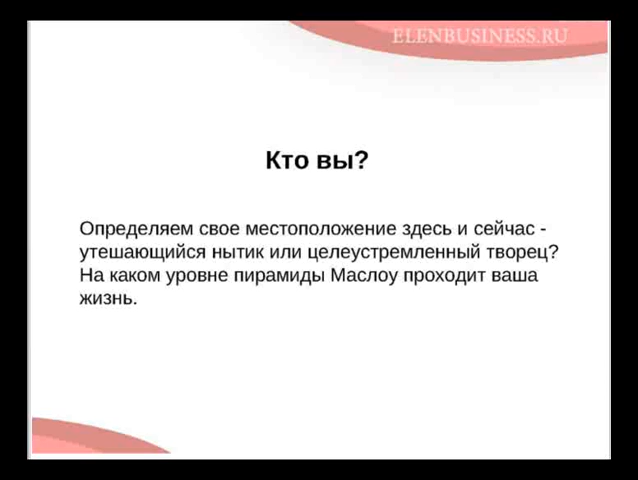 ELENBUSINESS.RU
Кто вы?
Определяем свое местоположение здесь и сейчас -
утешающийся нытик или целеустремленный творец?
На каком уровне пирамиды Маслоу проходит ваша
жизнь.